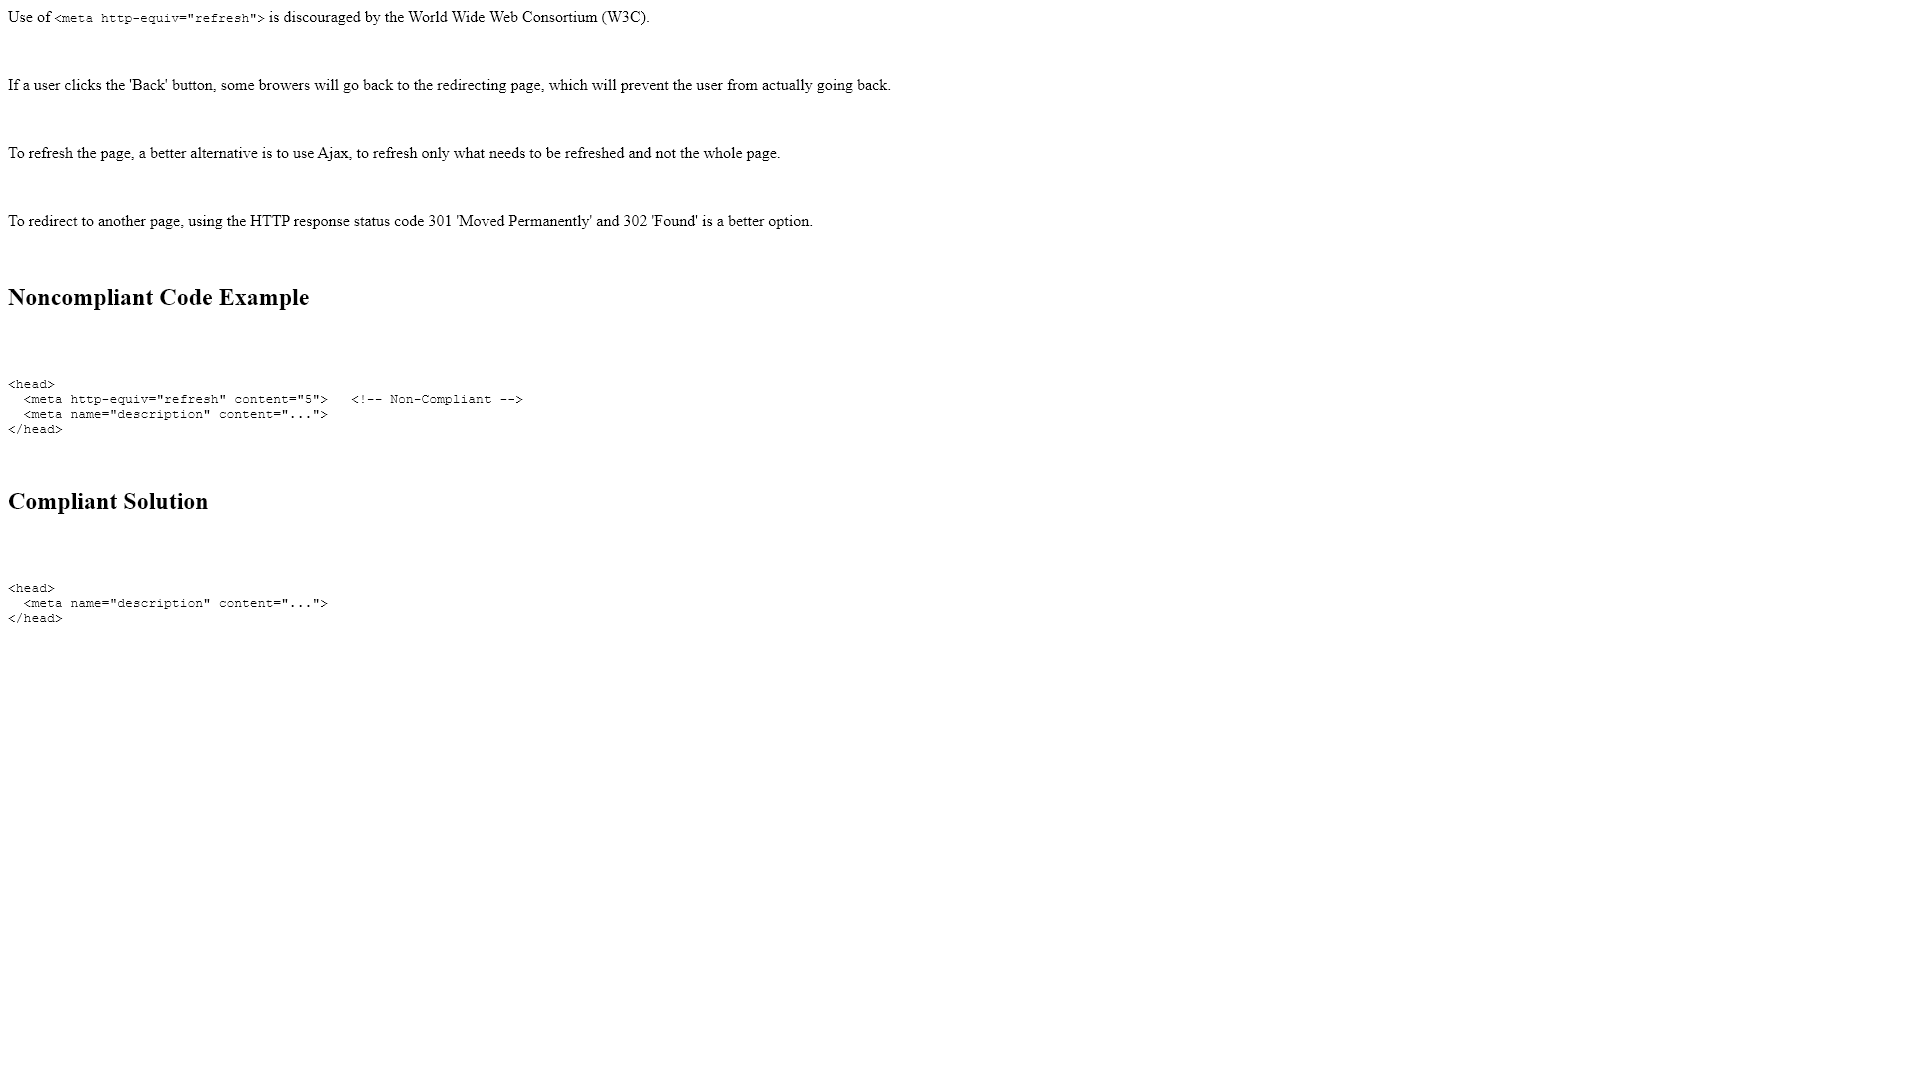 Use of <meta http-equiv="refresh"> is discouraged by the World Wide Web Consortium (W3C).
If a user clicks the 'Back' button, some browers will go back to the redirecting page, which will prevent the user from actually going back.
To refresh the page, a better alternative is to use Ajax, to refresh only what needs to be refreshed and not the whole page.
To redirect to another page, using the HTTP response status code 301 'Moved Permanently' and 302 'Found' is a better option.
Noncompliant Code Example
<head>
  <meta http-equiv="refresh" content="5">   <!-- Non-Compliant -->
  <meta name="description" content="...">
</head>
Compliant Solution
<head>
  <meta name="description" content="...">
</head>